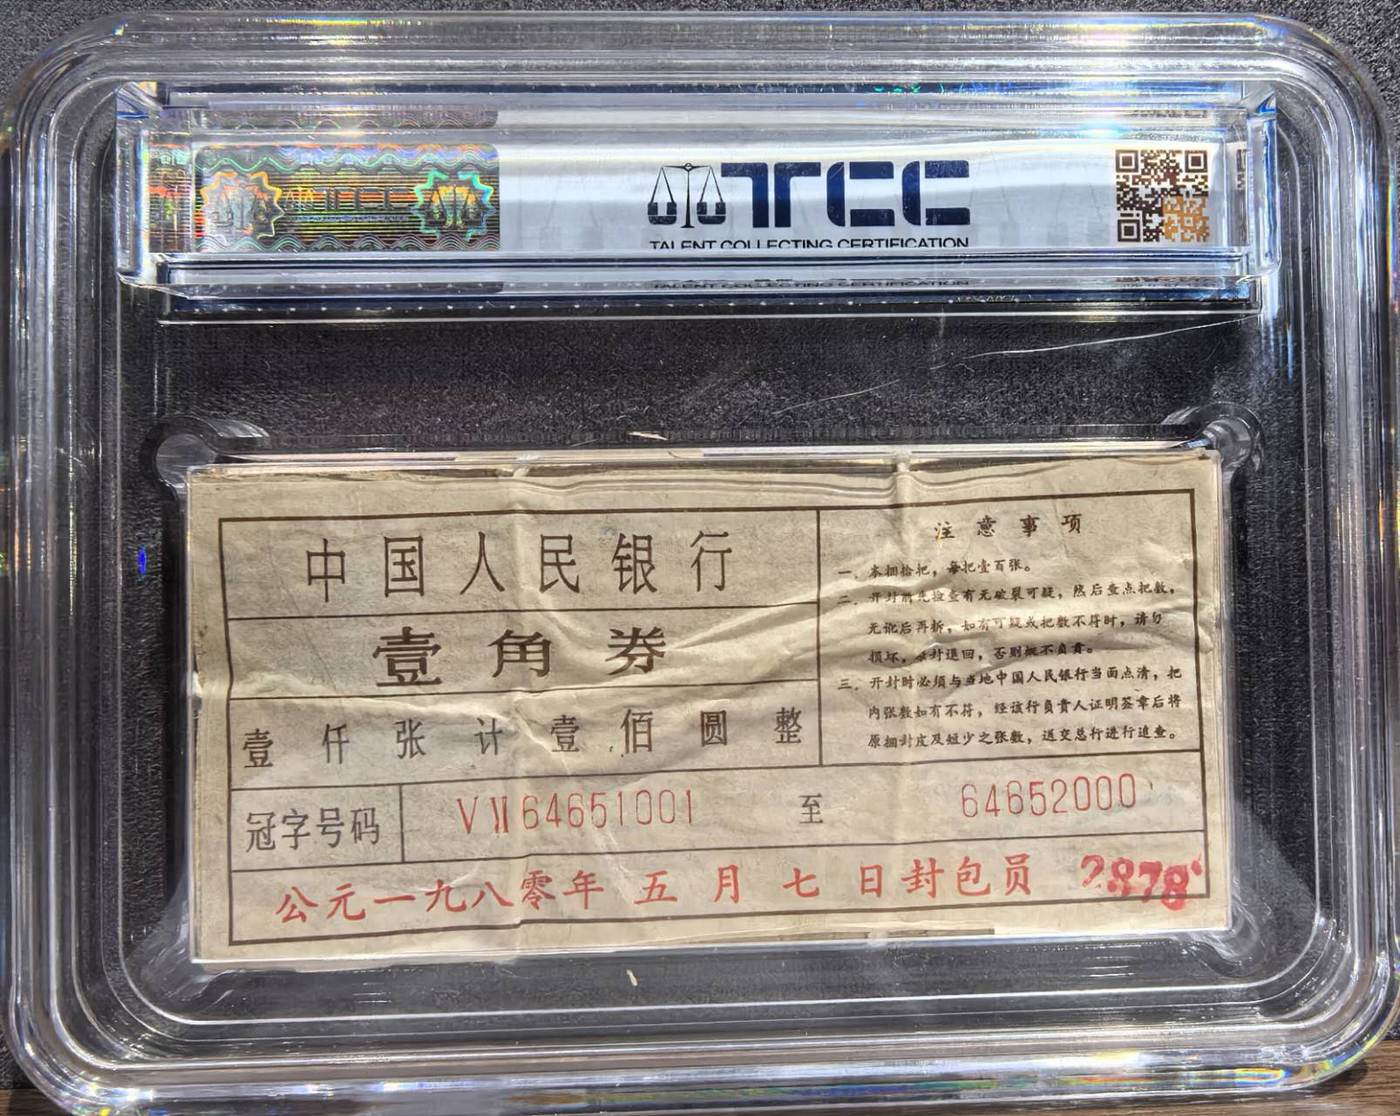 TCC
TALENT COLLECTING CERTIFICATION
中国人民银行
壹角券
壹仟张计壹佰圆整
注意事项
一、本捆拾把，每把壹百张。
二、开封前先检查有无破裂可疑，然后查点把数，
无讹后再拆，如有可疑或把数不符时，请勿
损坏，原封退回，否则概不负责。
三、开封时必须与当地中国人民银行当面点清，把
内张数如有不符，经该行负责人证明签章后将
原捆封皮及短少之张数，送交总行进行追查。
冠字号码 VII64651001 至 64652000
公元一九八零年五月七日封包员 2878